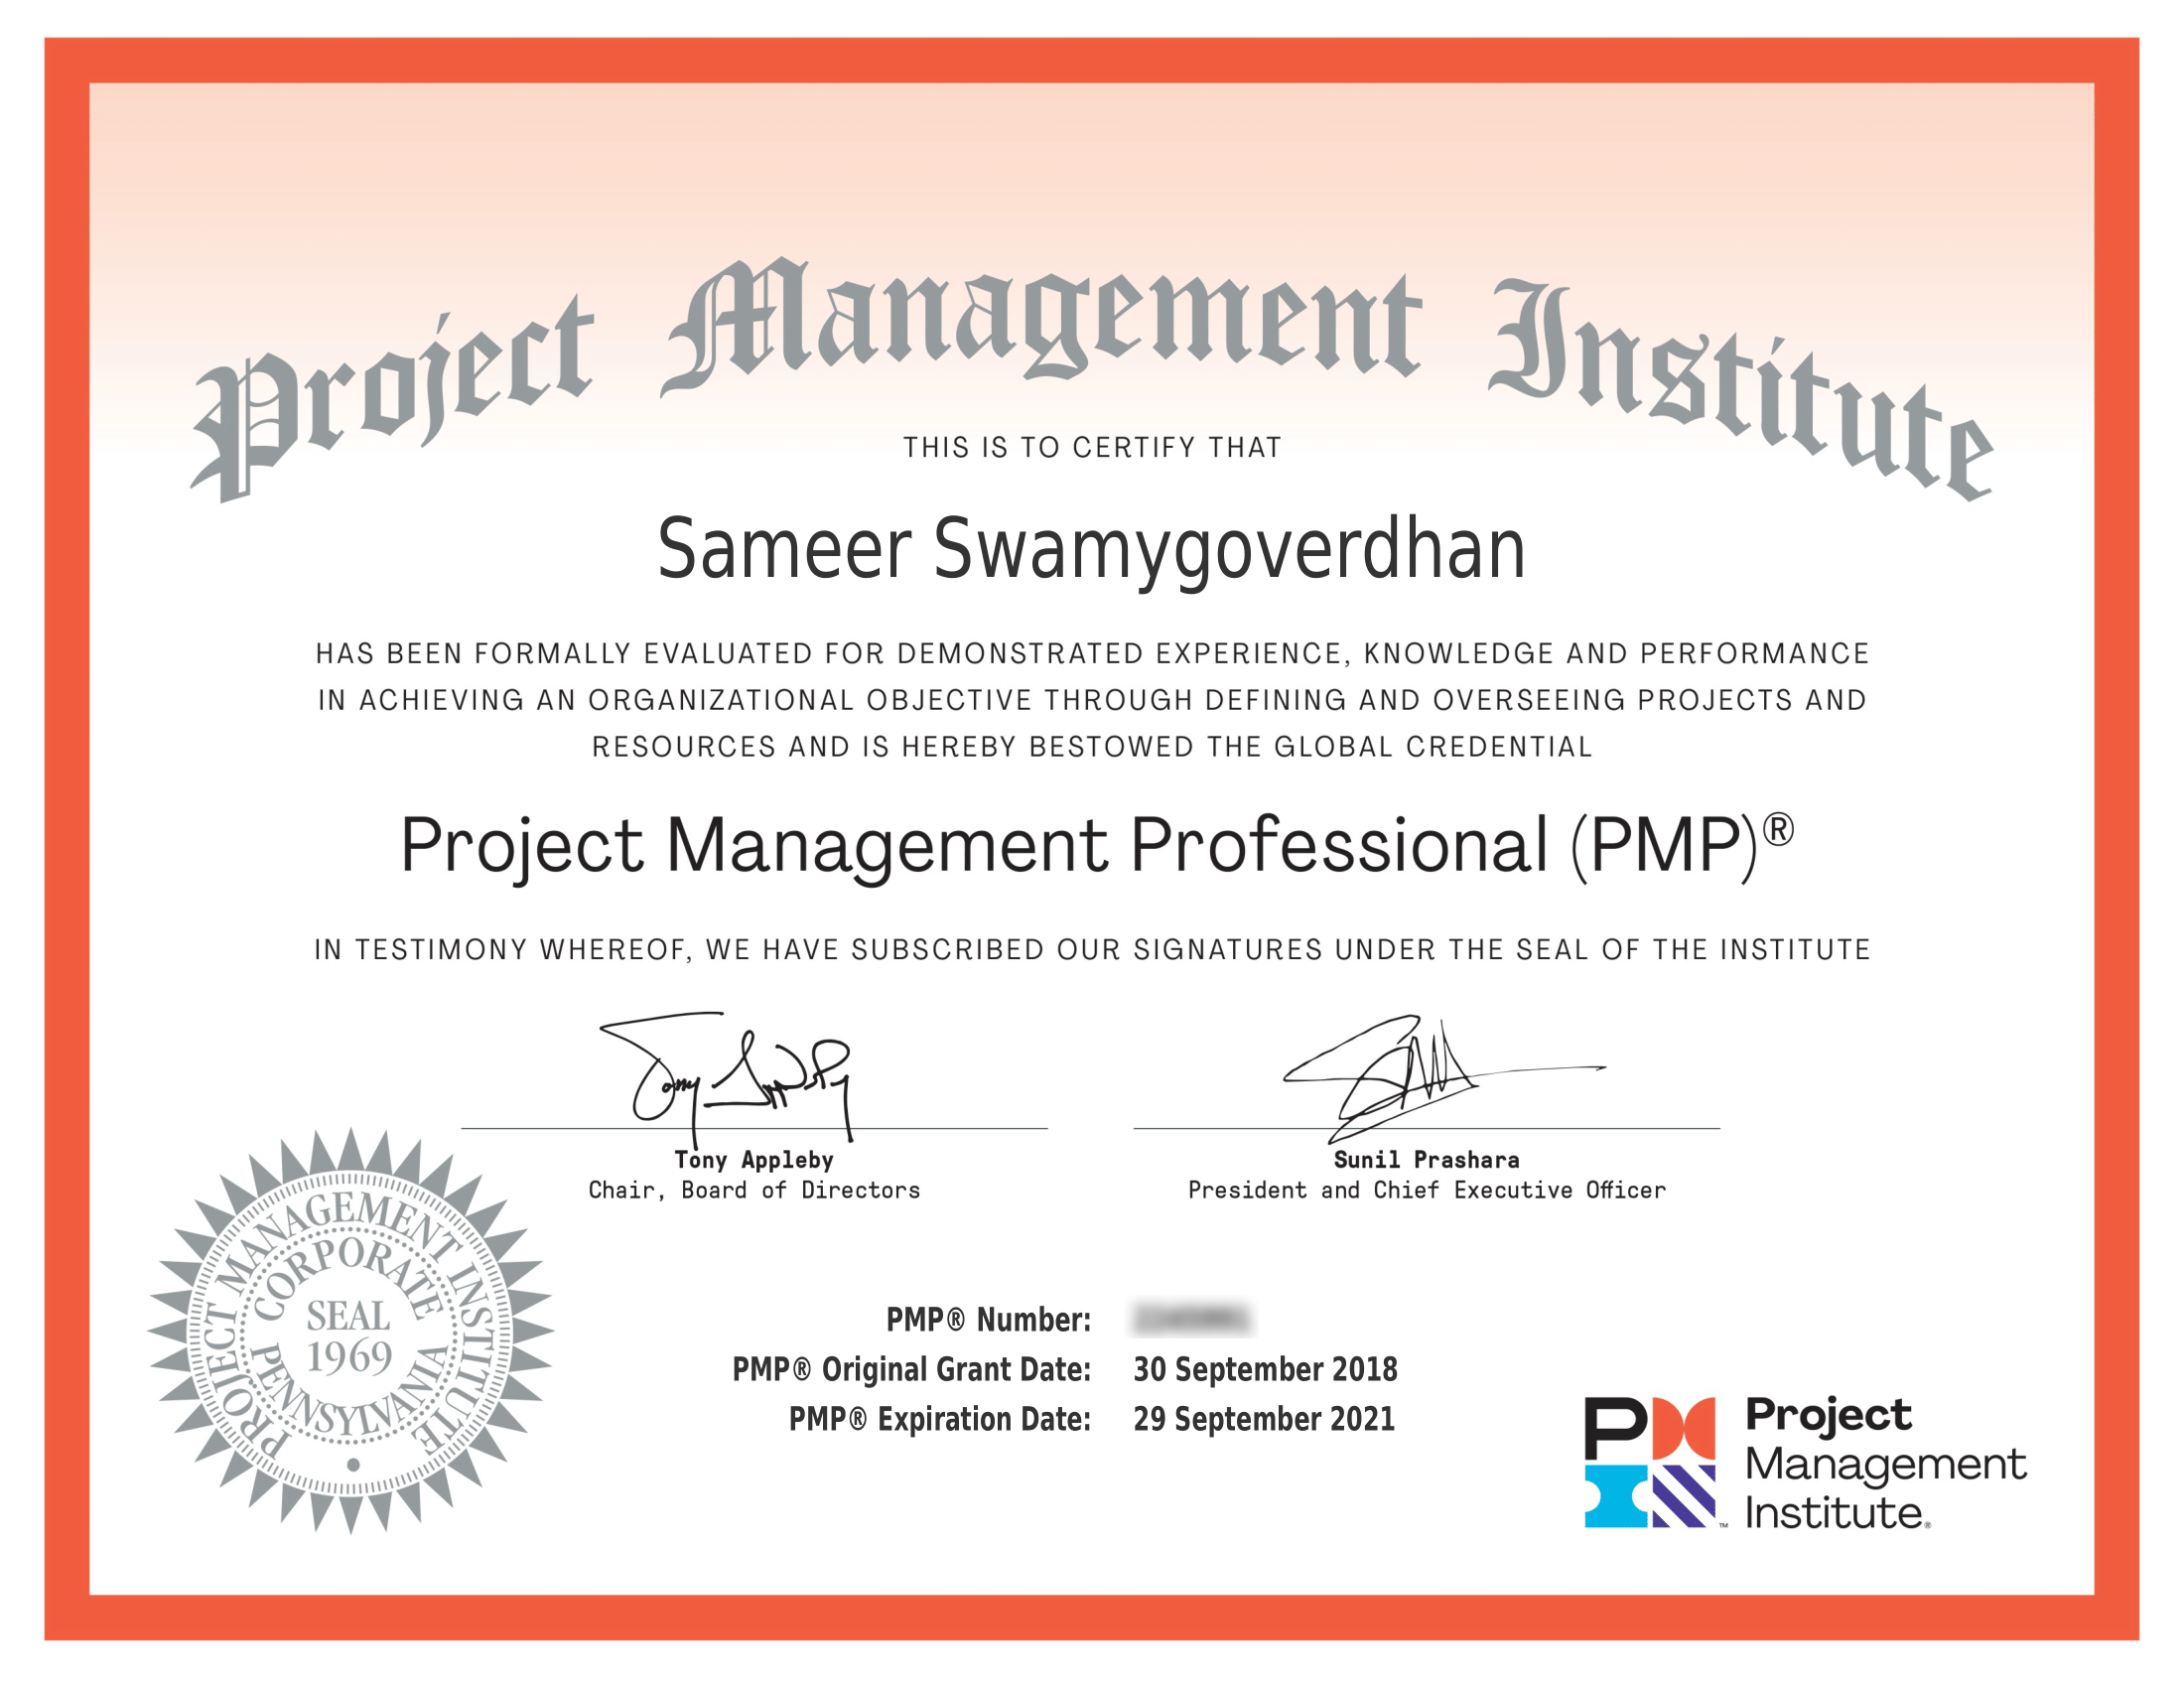 Project Management Institute
THIS IS TO CERTIFY THAT
Sameer Swamygoverdhan
HAS BEEN FORMALLY EVALUATED FOR DEMONSTRATED EXPERIENCE, KNOWLEDGE AND PERFORMANCE
IN ACHIEVING AN ORGANIZATIONAL OBJECTIVE THROUGH DEFINING AND OVERSEEING PROJECTS AND
RESOURCES AND IS HEREBY BESTOWED THE GLOBAL CREDENTIAL
Project Management Professional (PMP)®
IN TESTIMONY WHEREOF, WE HAVE SUBSCRIBED OUR SIGNATURES UNDER THE SEAL OF THE INSTITUTE
Tony Appleby
Chair, Board of Directors
Sunil Prashara
President and Chief Executive Officer
PROJECT MANAGEMENT INSTITUTE
CORPORATE
SEAL
1969
PENNSYLVANIA
PMP® Number:
PMP® Original Grant Date: 30 September 2018
PMP® Expiration Date: 29 September 2021
Project
Management
Institute®